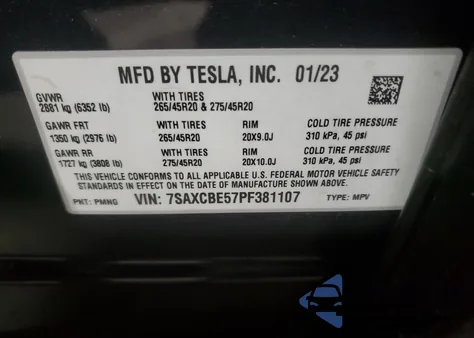 MFD BY TESLA, INC. 01/23
GVWR WITH TIRES
2881 kg (6352 lb) 265/45R20 & 275/45R20
GAWR FRT WITH TIRES RIM COLD TIRE PRESSURE
1350 kg (2976 lb) 265/45R20 20X9.0J 310 kPa, 45 psi
GAWR RR WITH TIRES RIM COLD TIRE PRESSURE
1727 kg (3808 lb) 275/45R20 20X10.0J 310 kPa, 45 psi
THIS VEHICLE CONFORMS TO ALL APPLICABLE U.S. FEDERAL MOTOR VEHICLE SAFETY
STANDARDS IN EFFECT ON THE DATE OF MANUFACTURE SHOWN ABOVE.
PNT: PMNG VIN: 7SAXCBE57PF381107 TYPE: MPV